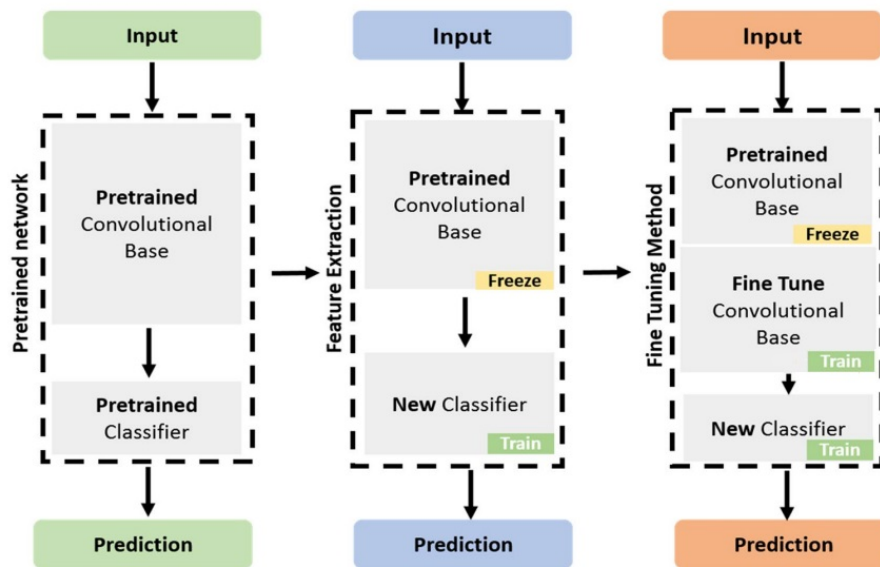 Input
Pretrained network
Pretrained
Convolutional
Base
Pretrained
Classifier
Prediction
Input
Feature Extraction
Pretrained
Convolutional
Base
Freeze
New Classifier
Train
Prediction
Input
Fine Tuning Method
Pretrained
Convolutional
Base
Freeze
Fine Tune
Convolutional
Base
Train
New Classifier
Train
Prediction